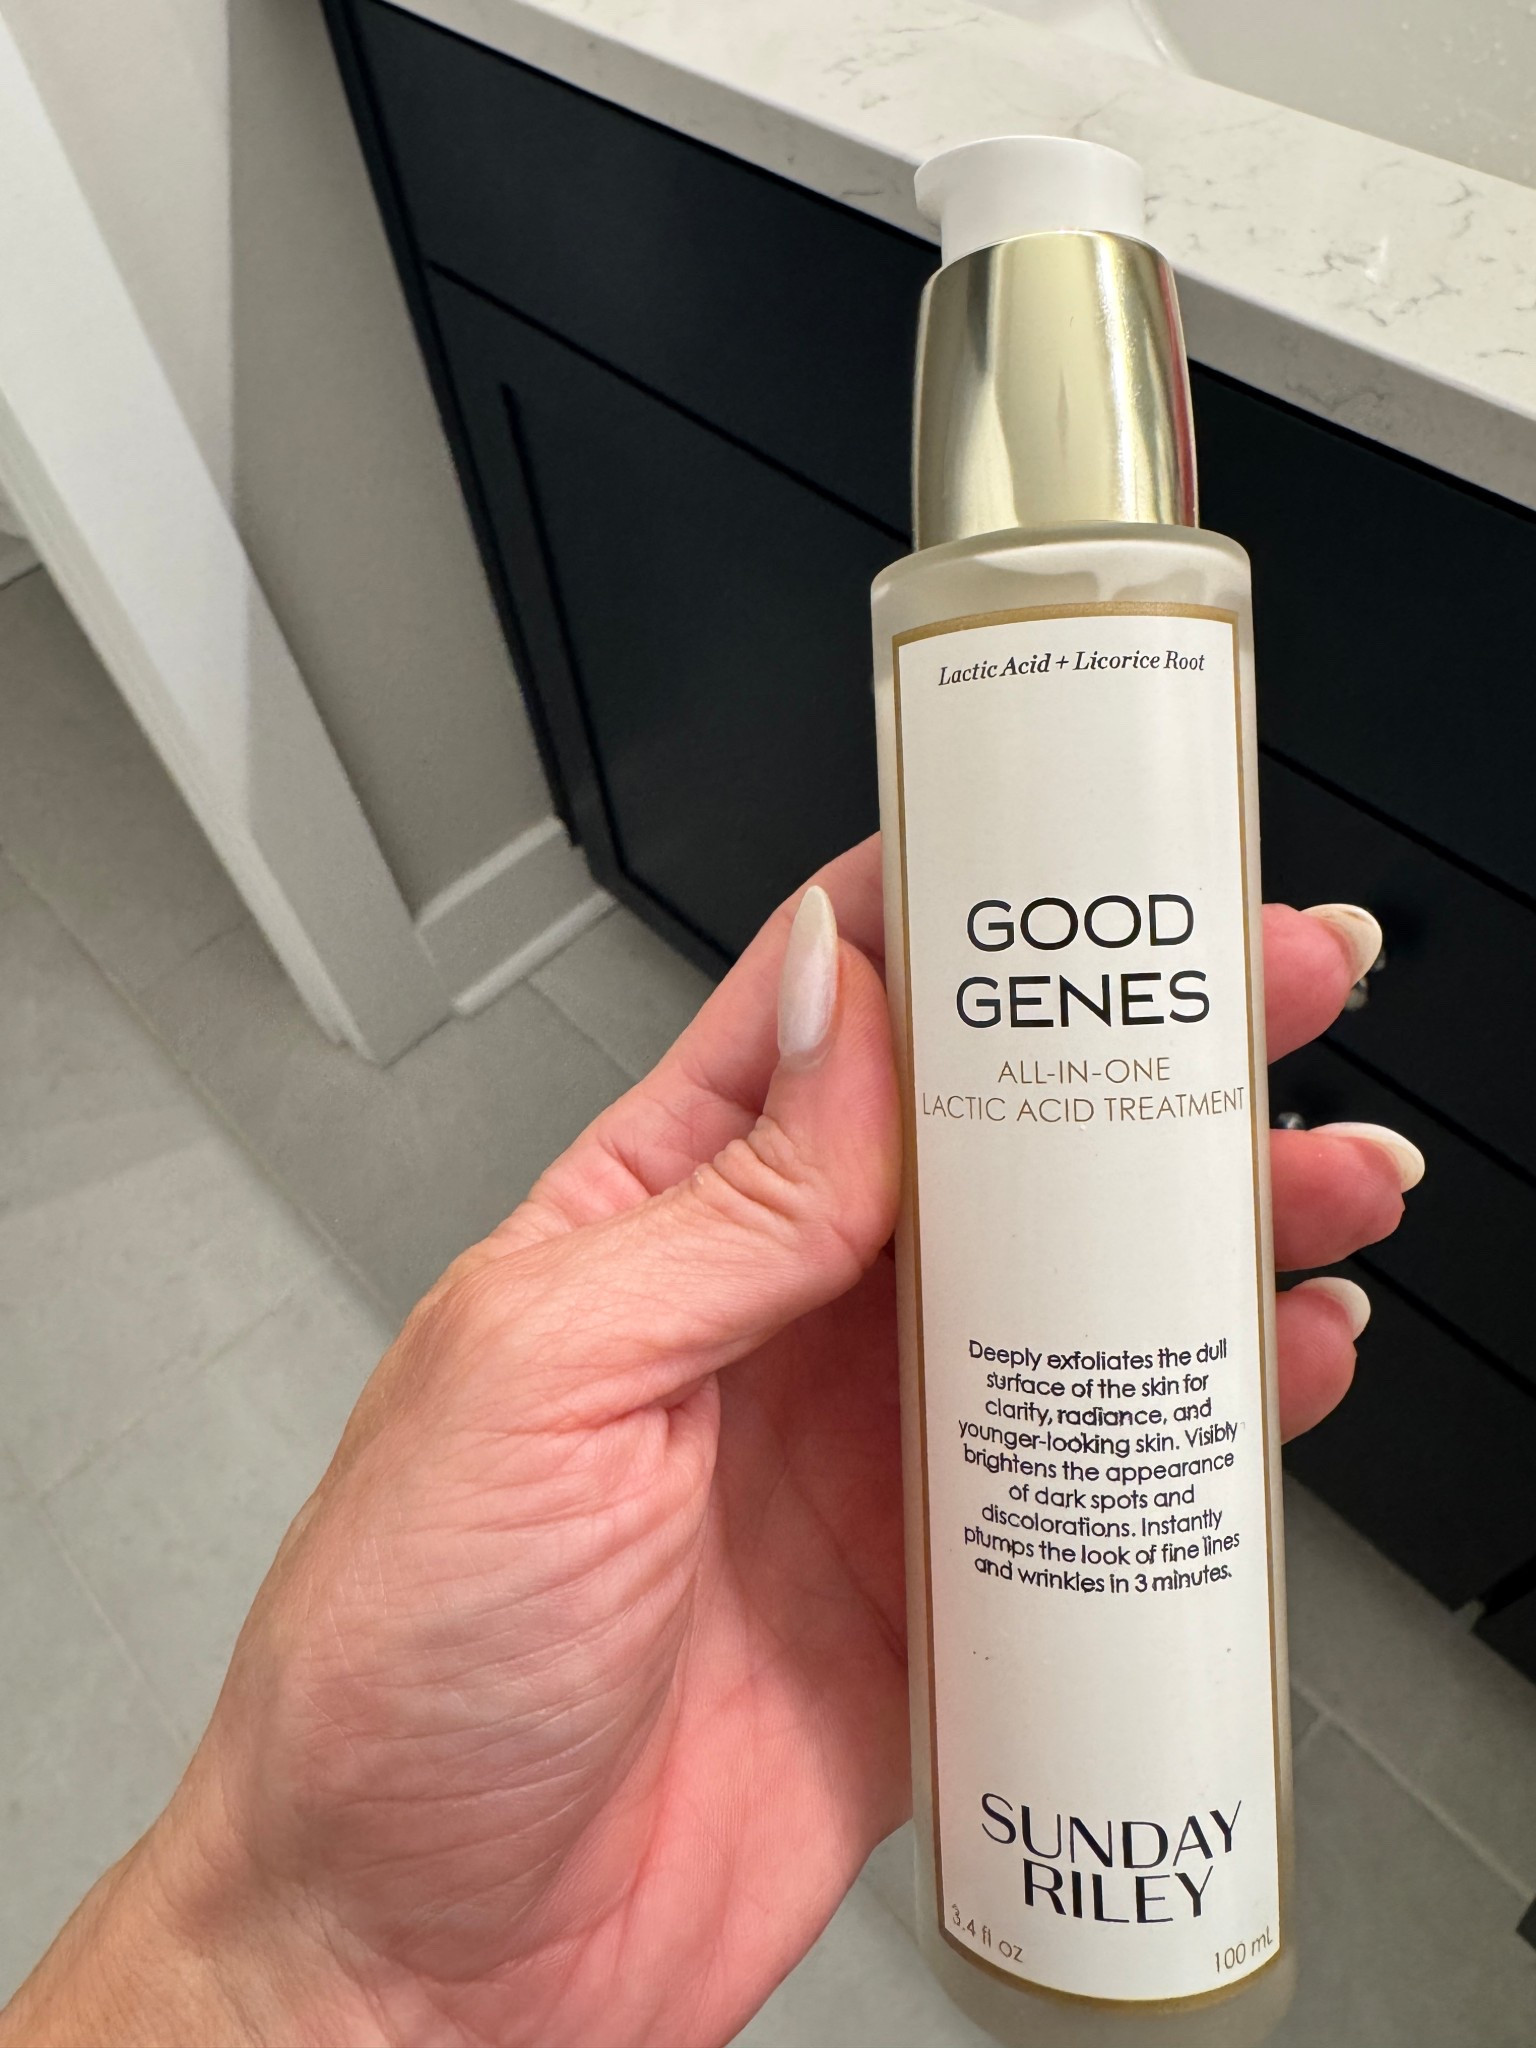 Lactic Acid + Licorice Root
GOOD
GENES
ALL-IN-ONE
LACTIC ACID TREATMENT
Deeply exfoliates the dull
surface of the skin for
clarity, radiance, and
younger-looking skin. Visibly
brightens the appearance
of dark spots and
discolorations. Instantly
plumps the look of fine lines
and wrinkles in 3 minutes.
SUNDAY
RILEY
3.4 fl oz 100 mL